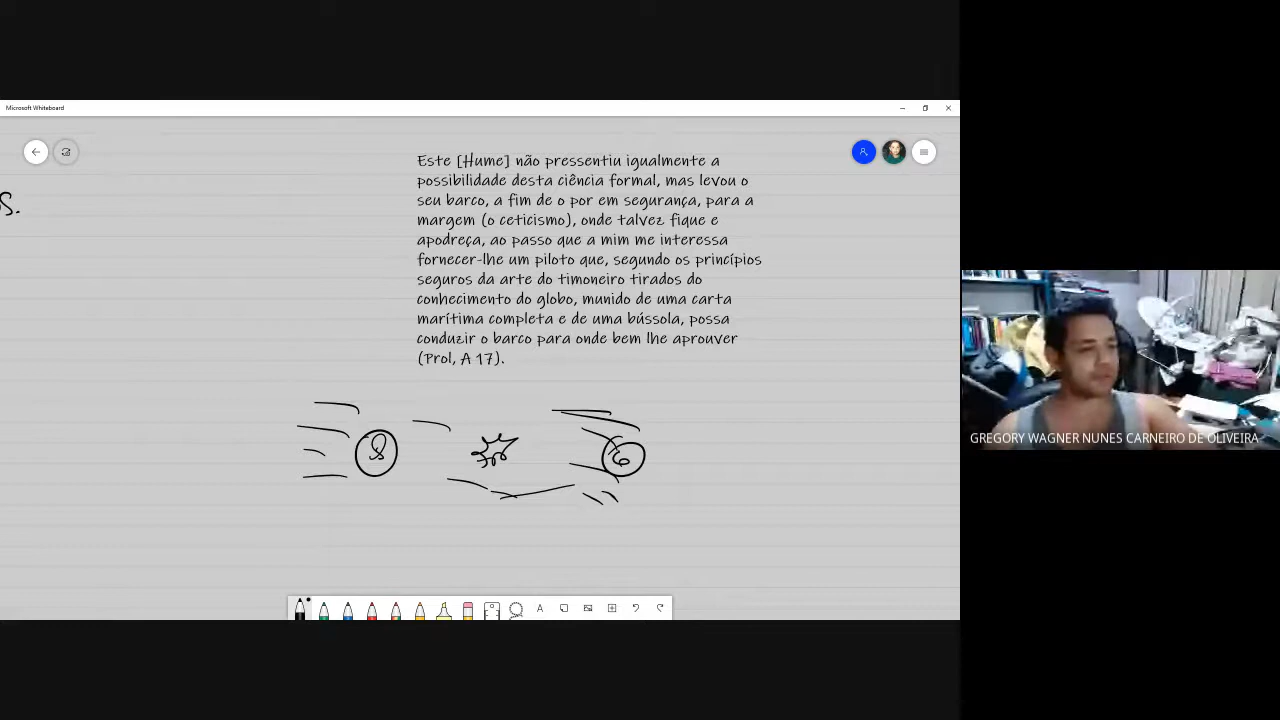 Microsoft Whiteboard
s.
Este [Hume] não pressentiu igualmente a
possibilidade desta ciência formal, mas levou o
seu barco, a fim de o por em segurança, para a
margem (o ceticismo), onde talvez fique e
apodreça, ao passo que a mim me interessa
fornecer-lhe um piloto que, segundo os princípios
seguros da arte do timoneiro tirados do
conhecimento do globo, munido de uma carta
marítima completa e de uma bússola, possa
conduzir o barco para onde bem lhe aprouver
(Prol, A 17).
8
6
A
GREGORY WAGNER NUNES CARNEIRO DE OLIVEIRA